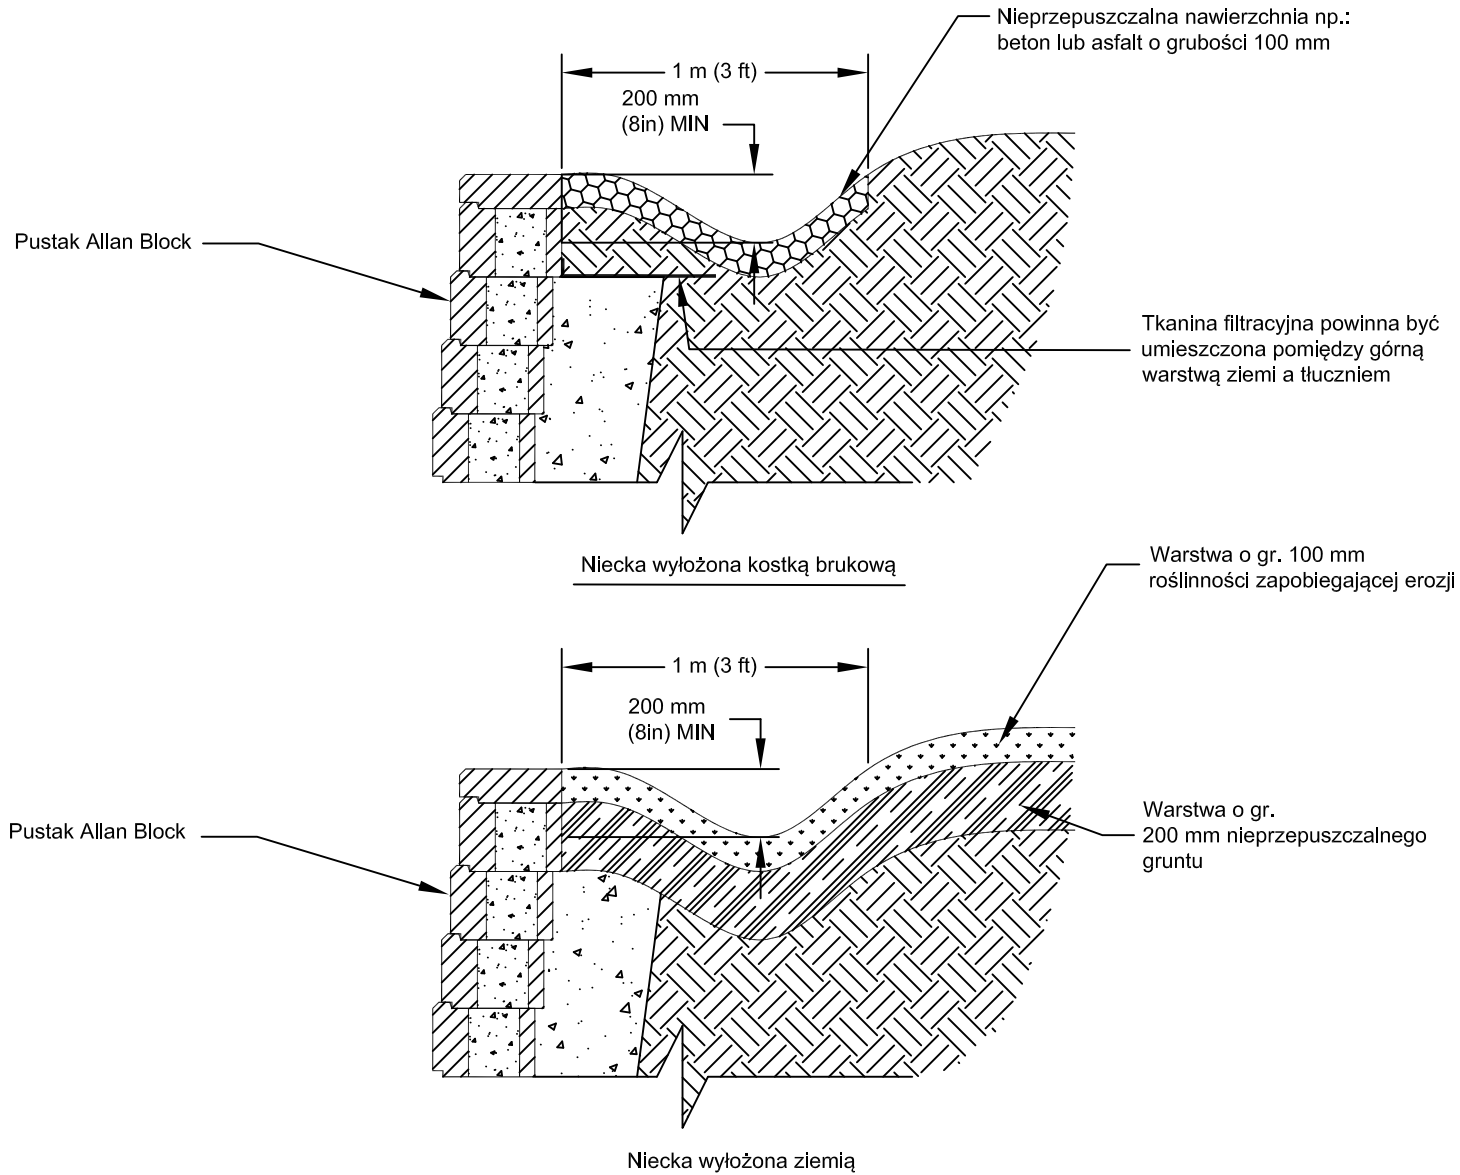 Nieprzepuszczalna nawierzchnia np.:
beton lub asfalt o grubości 100 mm
1 m (3 ft)
200 mm
(8in) MIN
Pustak Allan Block
Tkanina filtracyjna powinna być
umieszczona pomiędzy górną
warstwą ziemi a tłuczniem
Niecka wyłożona kostką brukową
Warstwa o gr. 100 mm
roślinności zapobiegającej erozji
1 m (3 ft)
200 mm
(8in) MIN
Pustak Allan Block
Warstwa o gr.
200 mm nieprzepuszczalnego
gruntu
Niecka wyłożona ziemią